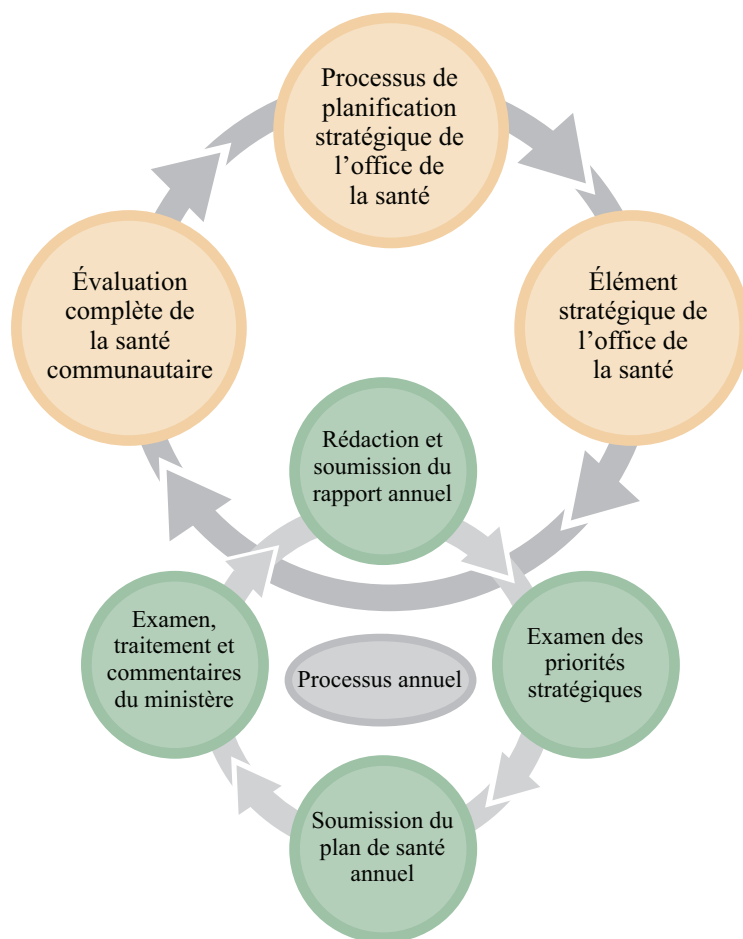 Processus de
planification
stratégique de
l’office de
la santé
Évaluation
complète de
la santé
communautaire
Élément
stratégique de
l’office de
la santé
Rédaction et
soumission du
rapport annuel
Examen,
traitement et
commentaires
du ministère
Examen des
priorités
stratégiques
Processus annuel
Soumission du
plan de santé
annuel